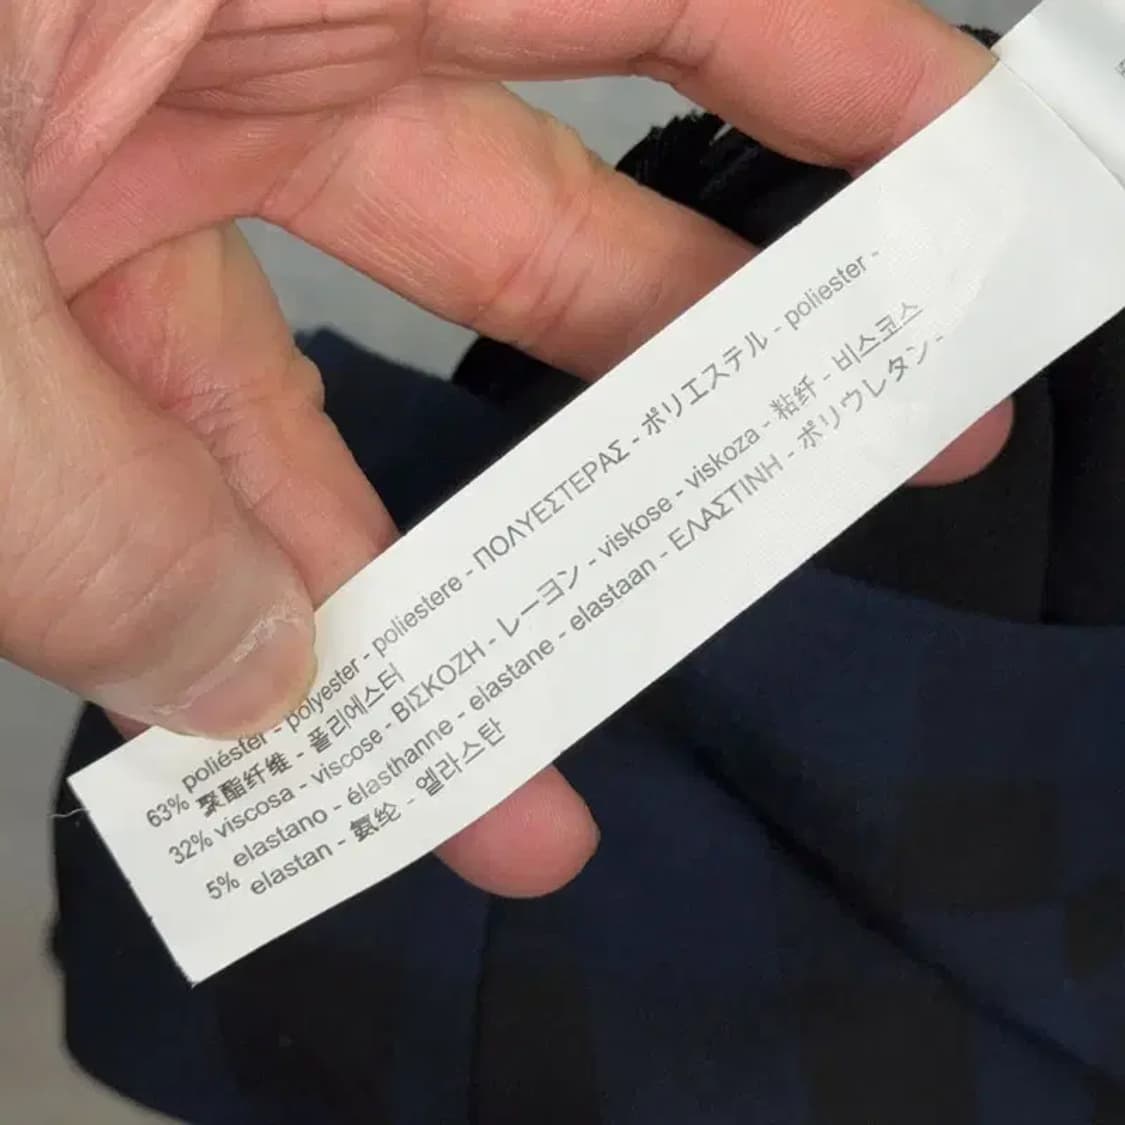 63% poliéster - polyester - poliestere - ΠΟΛΥΕΣΤΕΡΑΣ - ポリエステル - poliester -
聚酯纤维 - 폴리에스터
32% viscosa - viscose - ΒΙΣΚΟΖΗ - レーヨン - viskose - viskoza - 粘纤 - 비스코스
5% elastano - élasthanne - elastane - elastaan - ΕΛΑΣΤΙΝΗ - ポリウレタン -
elastan - 氨纶 - 엘라스탄